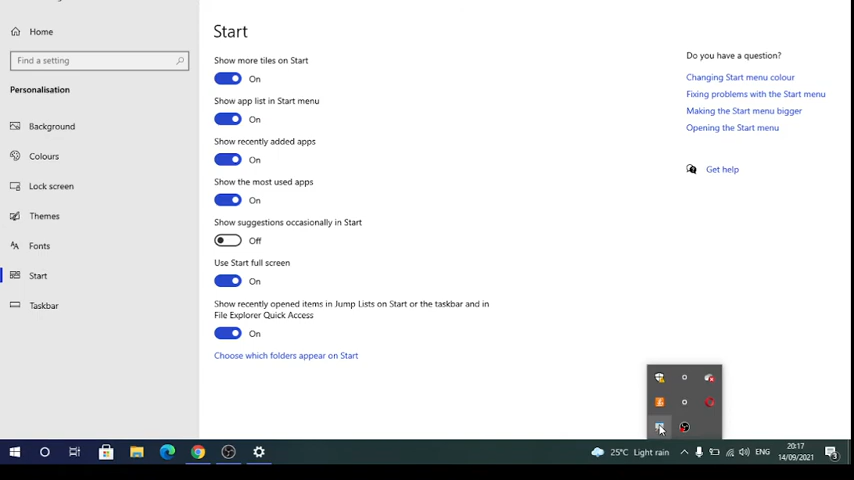 Home
Find a setting
Personalisation
Background
Colours
Lock screen
Themes
Fonts
Start
Taskbar
Start
Show more tiles on Start
On
Show app list in Start menu
On
Show recently added apps
On
Show the most used apps
On
Show suggestions occasionally in Start
Off
Use Start full screen
On
Show recently opened items in Jump Lists on Start or the taskbar and in
File Explorer Quick Access
On
Choose which folders appear on Start
Do you have a question?
Changing Start menu colour
Fixing problems with the Start menu
Making the Start menu bigger
Opening the Start menu
Get help
25°C Light rain
ENG
20:17
14/09/2021
3